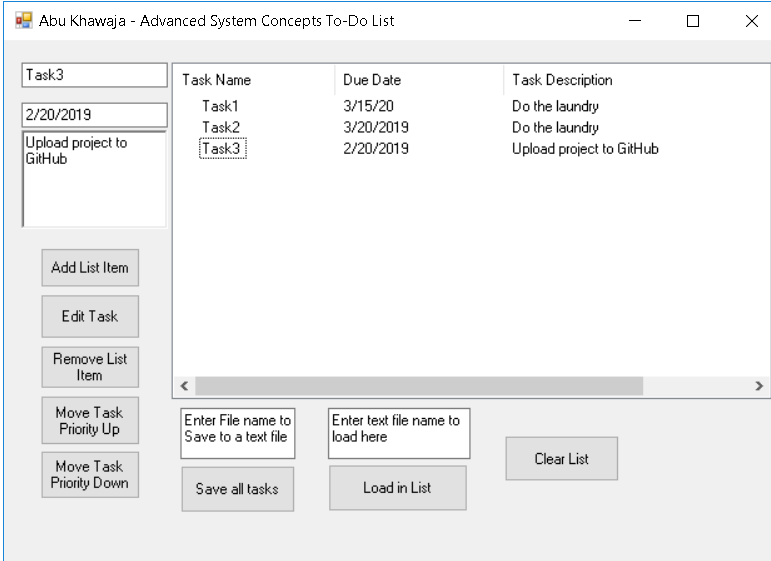 Abu Khawaja - Advanced System Concepts To-Do List
Task3
2/20/2019
Upload project to
GitHub
Task Name Due Date Task Description
Task1 3/15/20 Do the laundry
Task2 3/20/2019 Do the laundry
Task3 2/20/2019 Upload project to GitHub
Add List Item
Edit Task
Remove List
Item
Move Task
Priority Up
Move Task
Priority Down
Enter File name to
Save to a text file
Save all tasks
Enter text file name to
load here
Load in List
Clear List